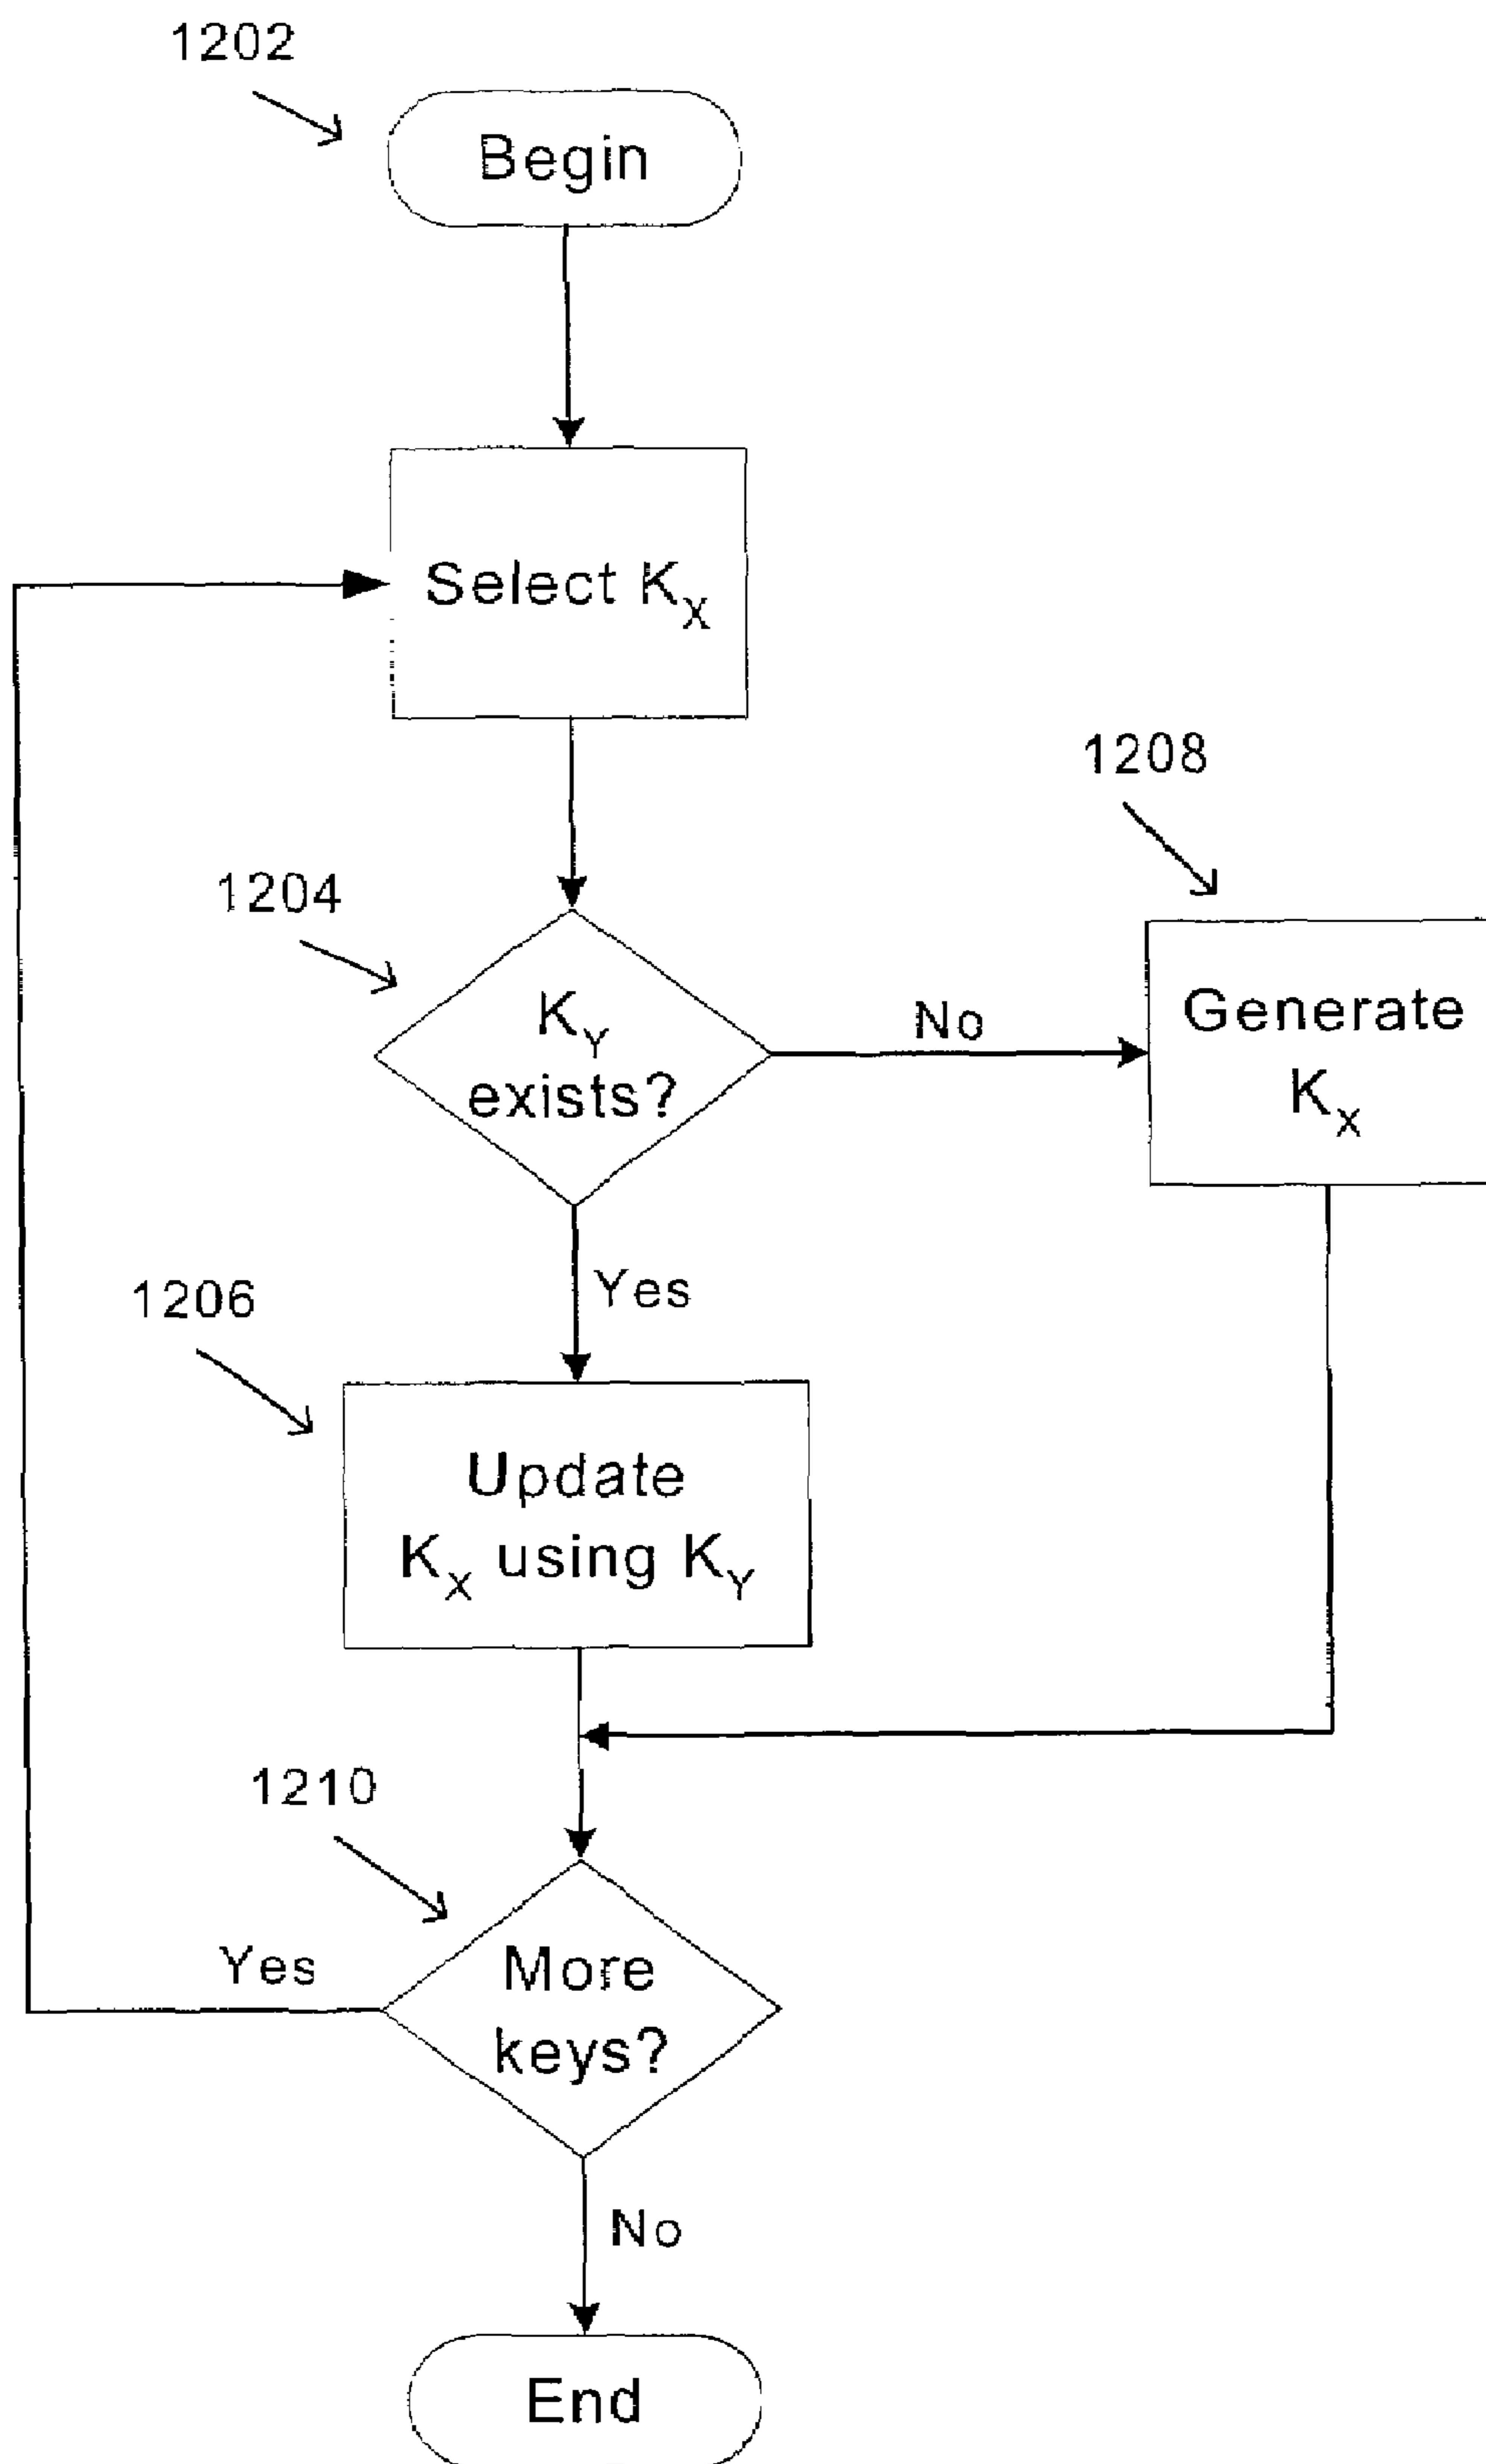 1202
Begin
Select K_X
1208
1204
K_Y
exists?
No
Generate
K_X
Yes
1206
Update
K_X using K_Y
1210
Yes
More
keys?
No
End